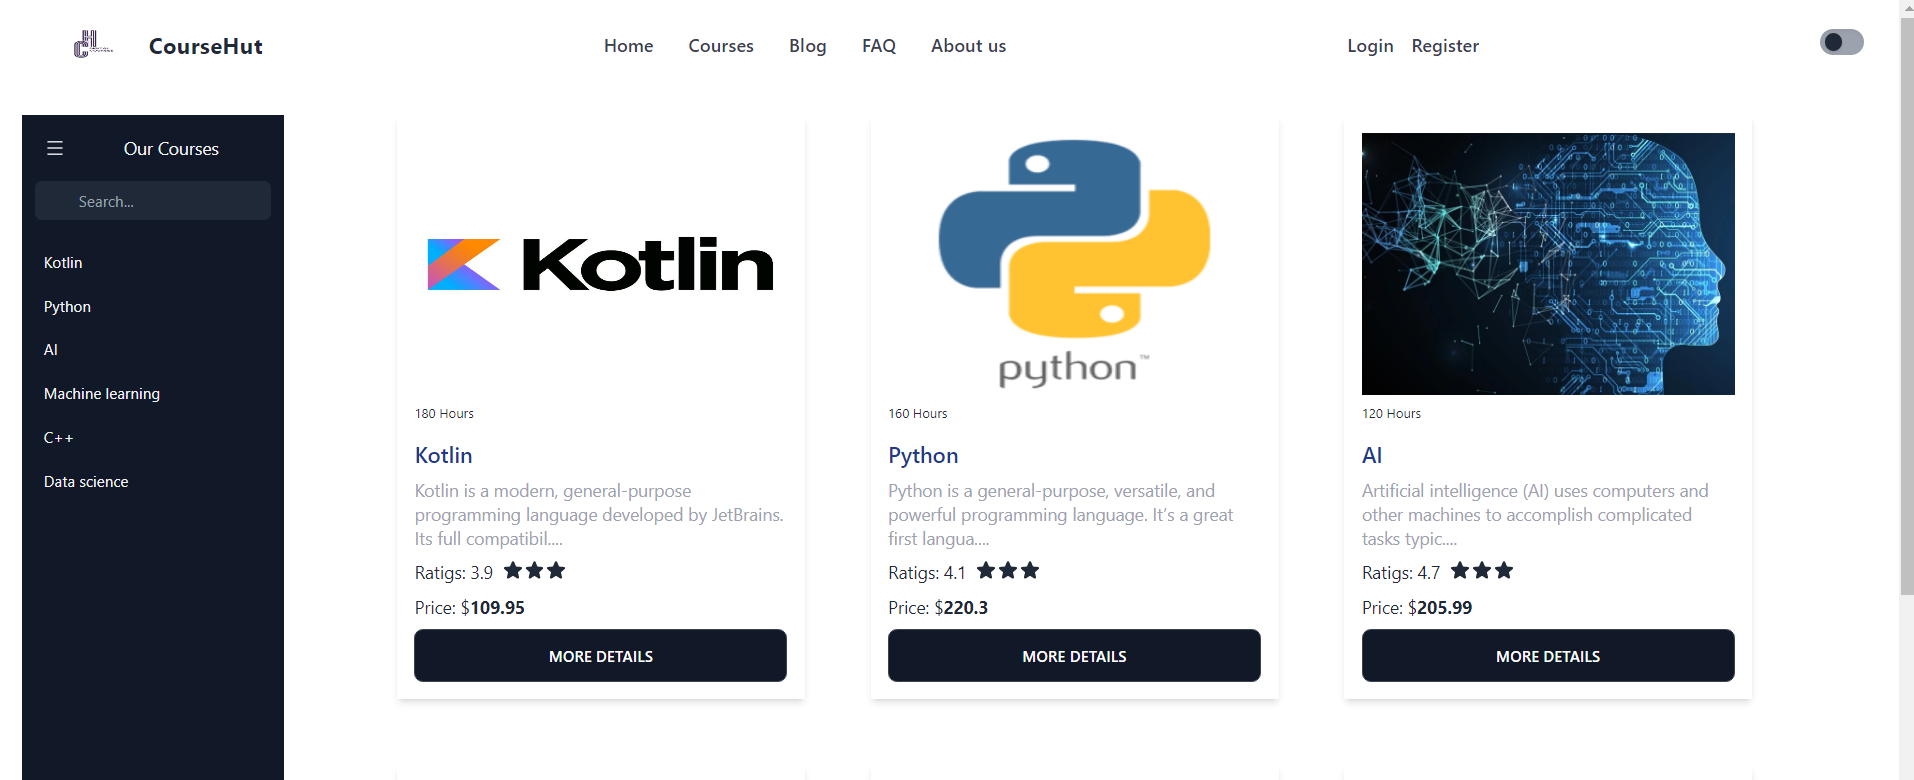 CourseHut
Home Courses Blog FAQ About us
Login Register
Our Courses
Search...
Kotlin
Python
AI
Machine learning
C++
Data science
Kotlin
180 Hours
Kotlin
Kotlin is a modern, general-purpose
programming language developed by JetBrains.
Its full compatibil....
Ratigs: 3.9
Price: $109.95
MORE DETAILS
python™
160 Hours
Python
Python is a general-purpose, versatile, and
powerful programming language. It’s a great
first langua....
Ratigs: 4.1
Price: $220.3
MORE DETAILS
120 Hours
AI
Artificial intelligence (AI) uses computers and
other machines to accomplish complicated
tasks typic....
Ratigs: 4.7
Price: $205.99
MORE DETAILS